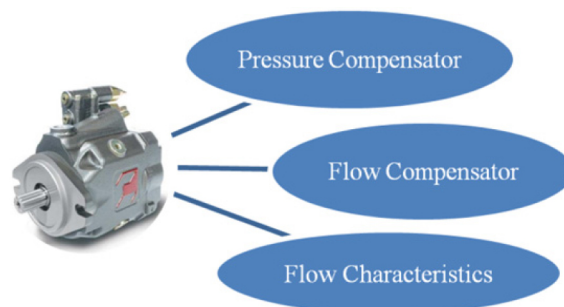 Pressure Compensator
Flow Compensator
Flow Characteristics